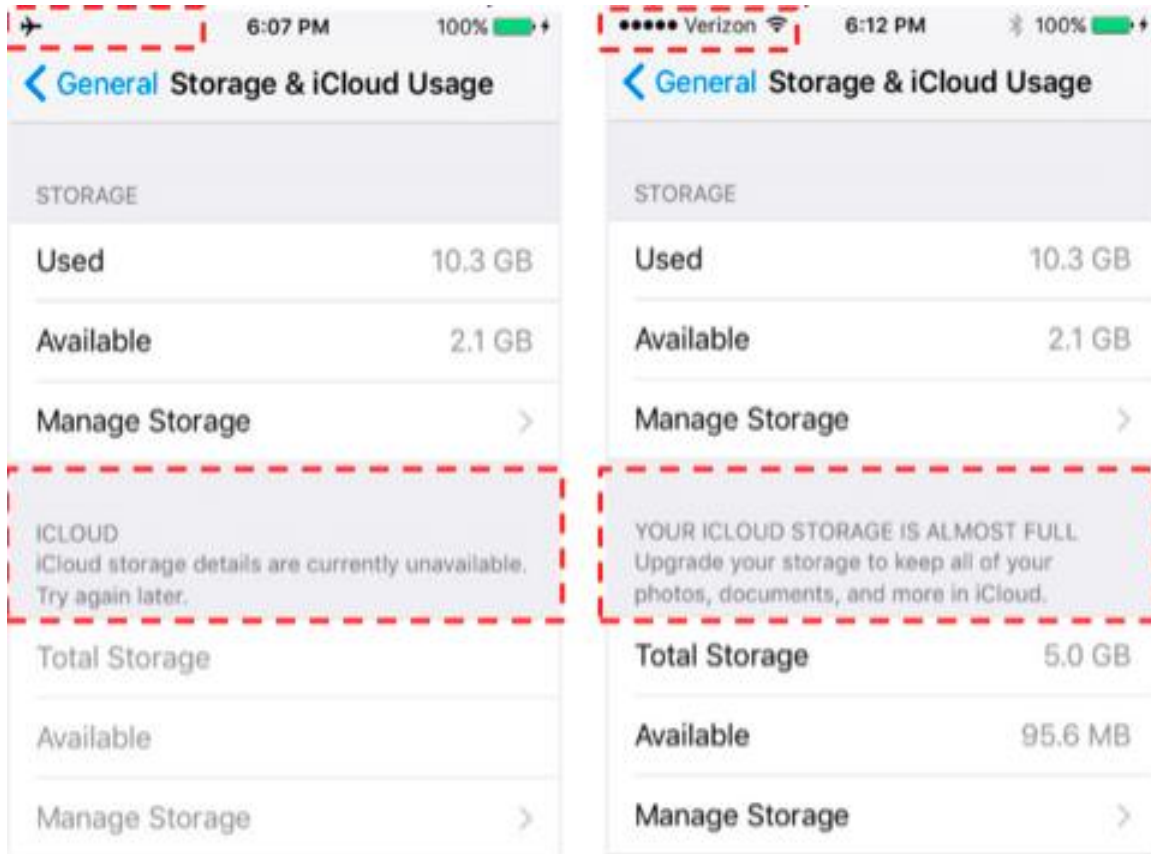 6:07 PM 100%
General Storage & iCloud Usage
STORAGE
Used 10.3 GB
Available 2.1 GB
Manage Storage
ICLOUD
iCloud storage details are currently unavailable.
Try again later.
Total Storage
Available
Manage Storage
Verizon 6:12 PM 100%
General Storage & iCloud Usage
STORAGE
Used 10.3 GB
Available 2.1 GB
Manage Storage
YOUR ICLOUD STORAGE IS ALMOST FULL
Upgrade your storage to keep all of your
photos, documents, and more in iCloud.
Total Storage 5.0 GB
Available 95.6 MB
Manage Storage